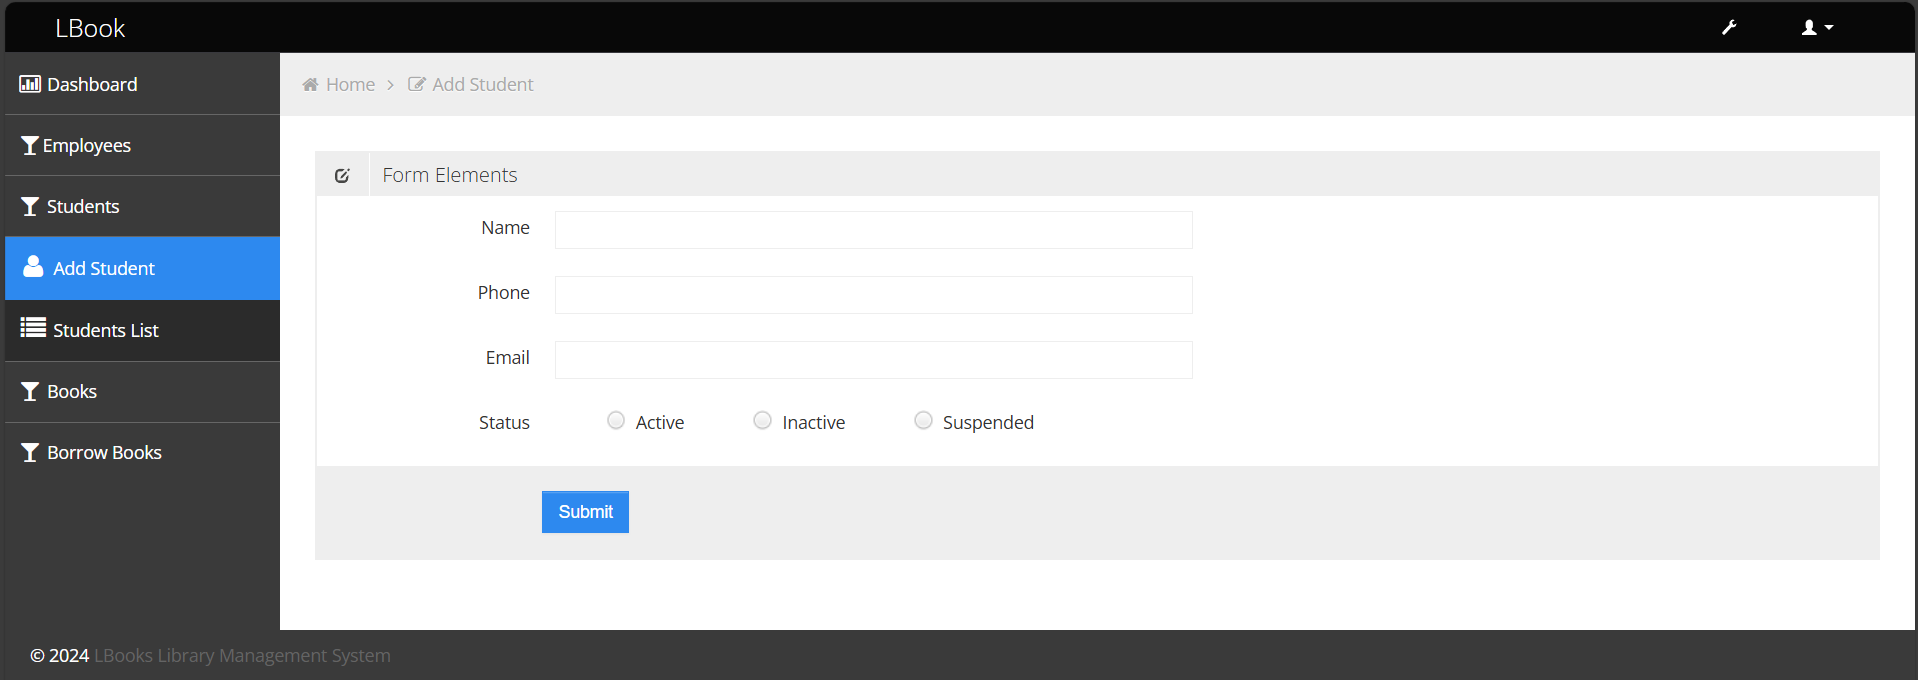 LBook
Dashboard
Employees
Students
Add Student
Students List
Books
Borrow Books
Home > Add Student
Form Elements
Name
Phone
Email
Status Active Inactive Suspended
Submit
© 2024 LBooks Library Management System